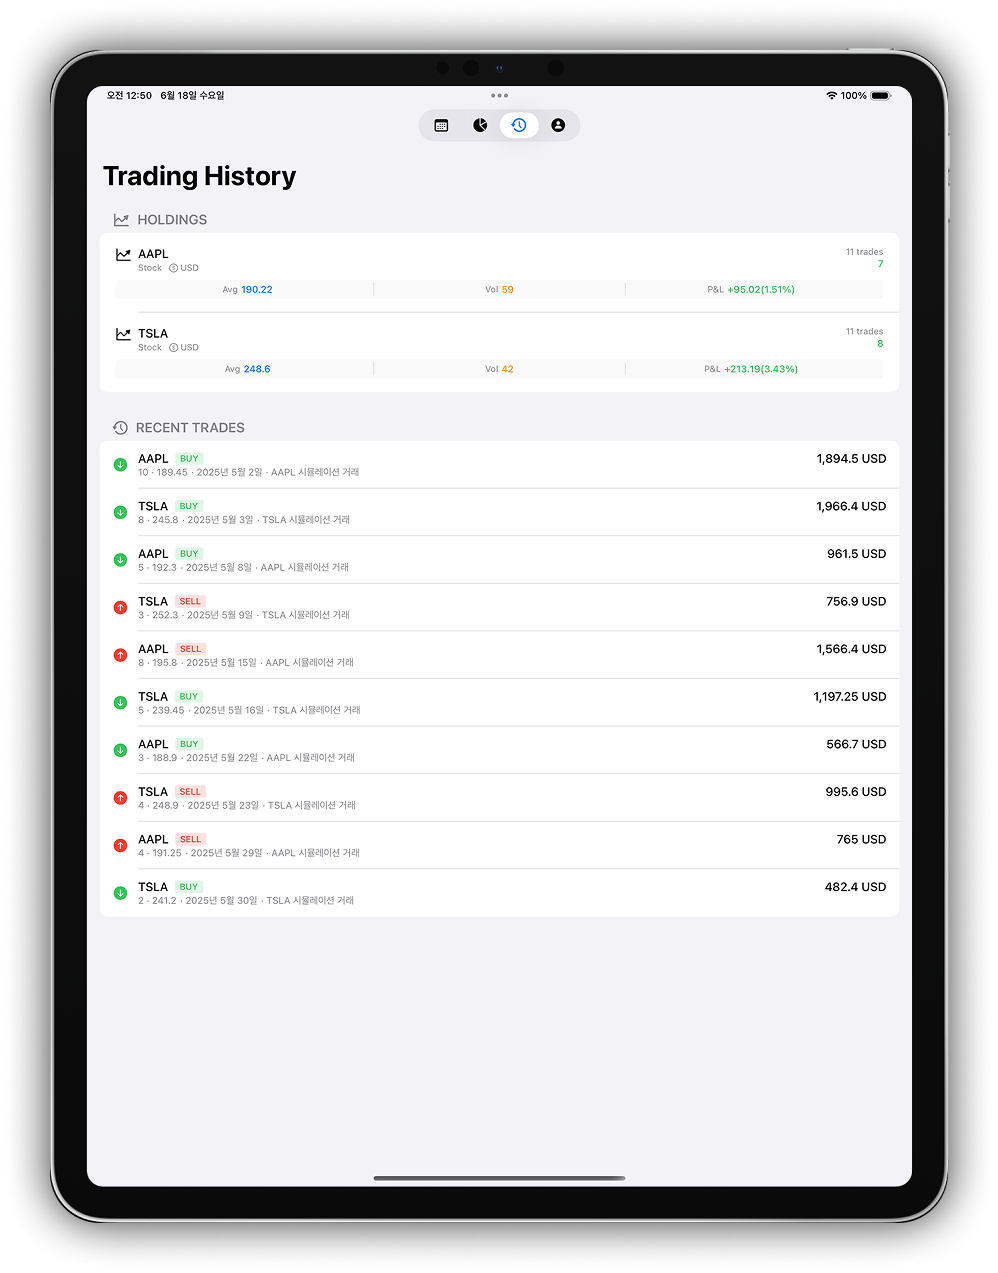 오전 12:50 6월 18일 수요일
100%
Trading History
HOLDINGS
AAPL
11 trades
Stock USD
7
Avg 190.22
Vol 59
P&L +95.02(1.51%)
TSLA
11 trades
Stock USD
8
Avg 248.6
Vol 42
P&L +213.19(3.43%)
RECENT TRADES
AAPL BUY 1,894.5 USD
10 · 189.45 · 2025년 5월 2일 · AAPL 시뮬레이션 거래
TSLA BUY 1,966.4 USD
8 · 245.8 · 2025년 5월 3일 · TSLA 시뮬레이션 거래
AAPL BUY 961.5 USD
5 · 192.3 · 2025년 5월 8일 · AAPL 시뮬레이션 거래
TSLA SELL 756.9 USD
3 · 252.3 · 2025년 5월 9일 · TSLA 시뮬레이션 거래
AAPL SELL 1,566.4 USD
8 · 195.8 · 2025년 5월 15일 · AAPL 시뮬레이션 거래
TSLA BUY 1,197.25 USD
5 · 239.45 · 2025년 5월 16일 · TSLA 시뮬레이션 거래
AAPL BUY 566.7 USD
3 · 188.9 · 2025년 5월 22일 · AAPL 시뮬레이션 거래
TSLA SELL 995.6 USD
4 · 248.9 · 2025년 5월 23일 · TSLA 시뮬레이션 거래
AAPL SELL 765 USD
4 · 191.25 · 2025년 5월 29일 · AAPL 시뮬레이션 거래
TSLA BUY 482.4 USD
2 · 241.2 · 2025년 5월 30일 · TSLA 시뮬레이션 거래